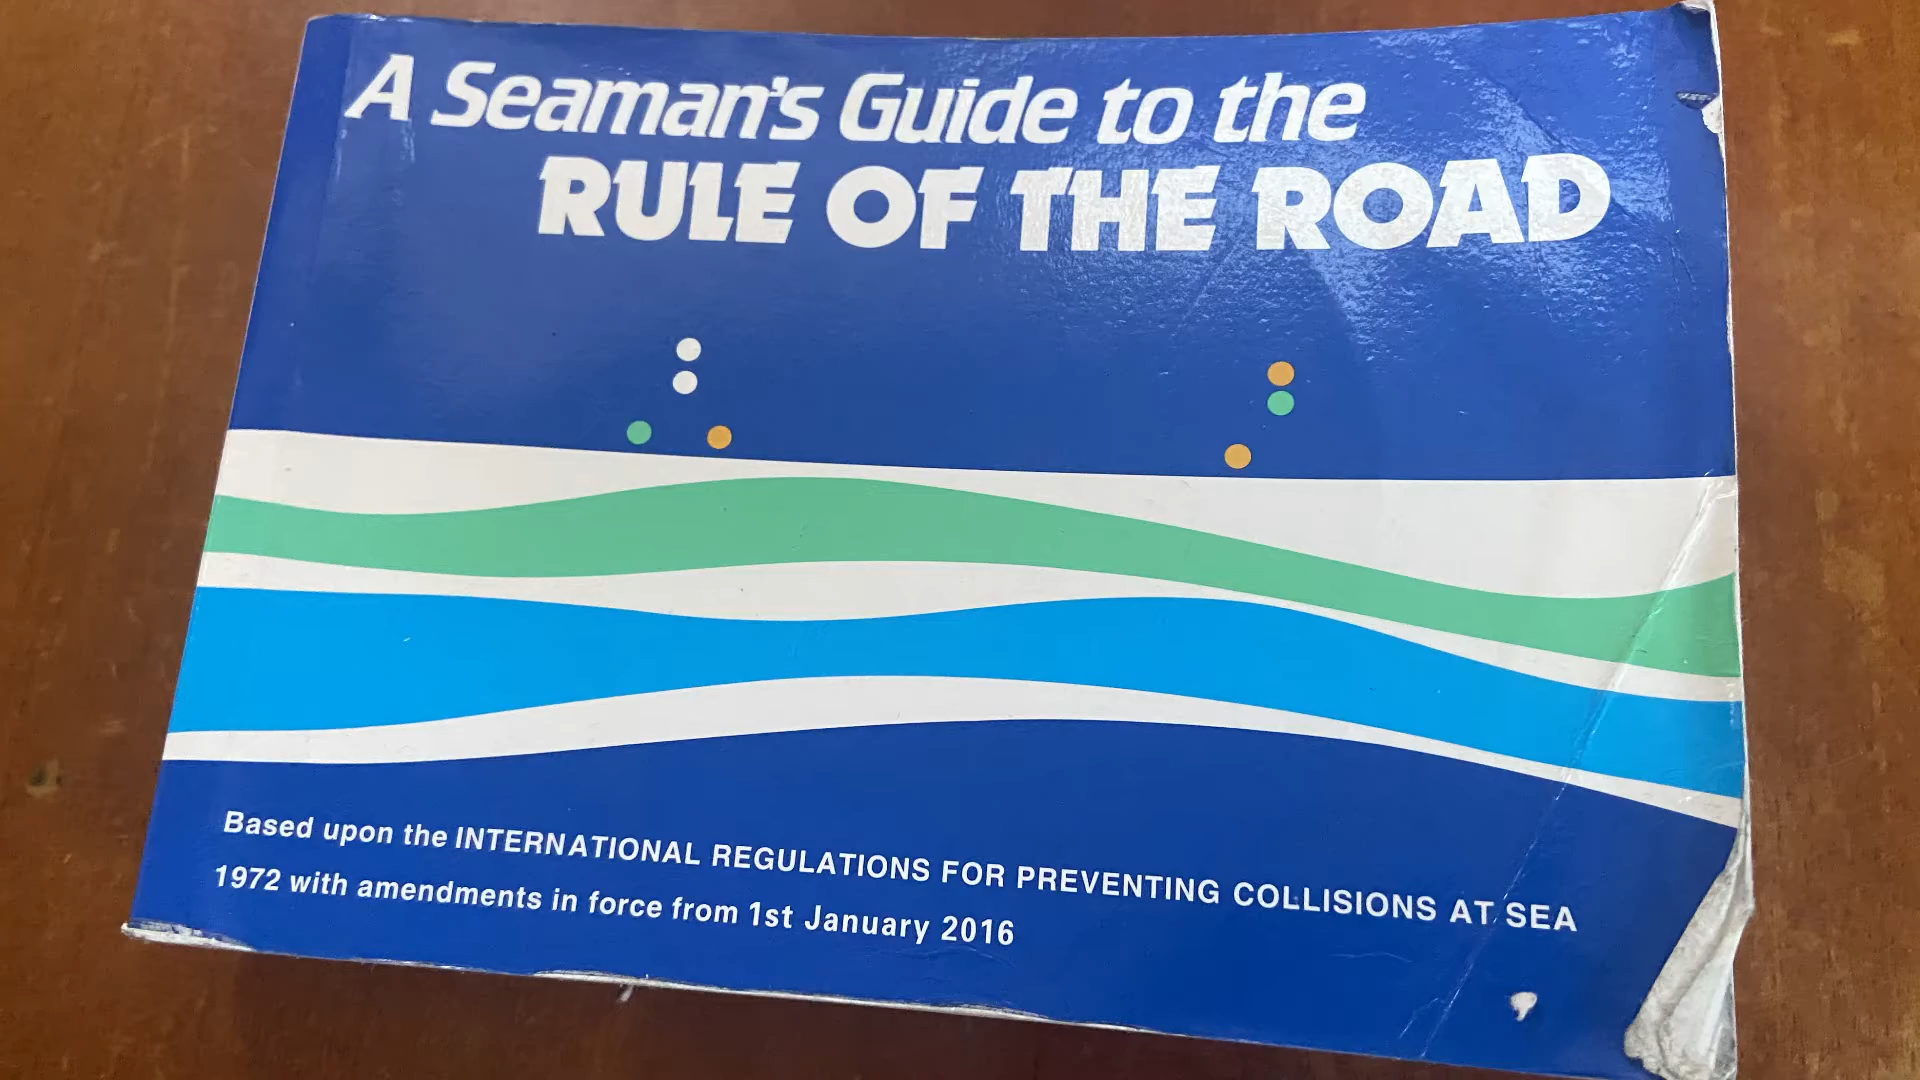 A Seaman's Guide to the
RULE OF THE ROAD
Based upon the INTERNATIONAL REGULATIONS FOR PREVENTING COLLISIONS AT SEA
1972 with amendments in force from 1st January 2016